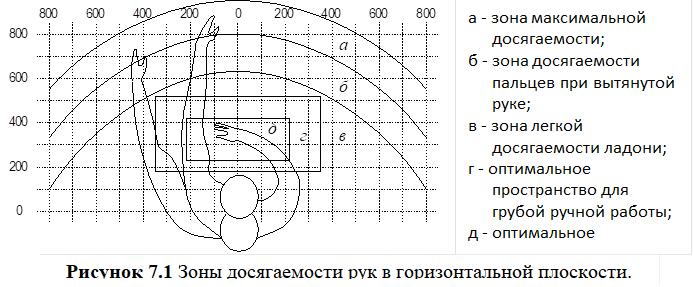 800 600 400 200 0 200 400 600 800
800
600
400
200
0
а
б
д г в
а - зона максимальной
досягаемости;
б - зона досягаемости
пальцев при вытянутой
руке;
в - зона легкой
досягаемости ладони;
г - оптимальное
пространство для
грубой ручной работы;
д - оптимальное
Рисунок 7.1 Зоны досягаемости рук в горизонтальной плоскости.